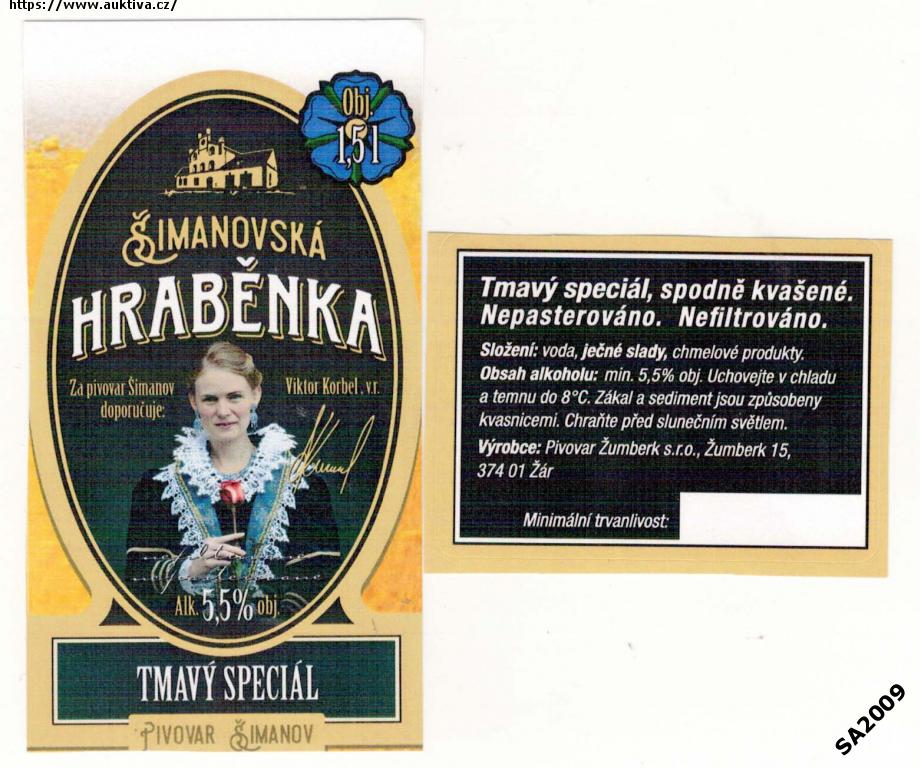 https://www.auktiva.cz/
Obj.
1,5 l
ŠIMANOVSKÁ
HRABĚNKA
Za pivovar Šimanov
doporučuje:
Viktor Korbel, v.r.
Alk. 5,5% obj.
TMAVÝ SPECIÁL
PIVOVAR ŠIMANOV
Tmavý speciál, spodně kvašené.
Nepasterováno. Nefiltrováno.
Složení: voda, ječné slady, chmelové produkty.
Obsah alkoholu: min. 5,5% obj. Uchovejte v chladu
a temnu do 8°C. Zákal a sediment jsou způsobeny
kvasnicemi. Chraňte před slunečním světlem.
Výrobce: Pivovar Žumberk s.r.o., Žumberk 15,
374 01 Žár
Minimální trvanlivost:
SA2009